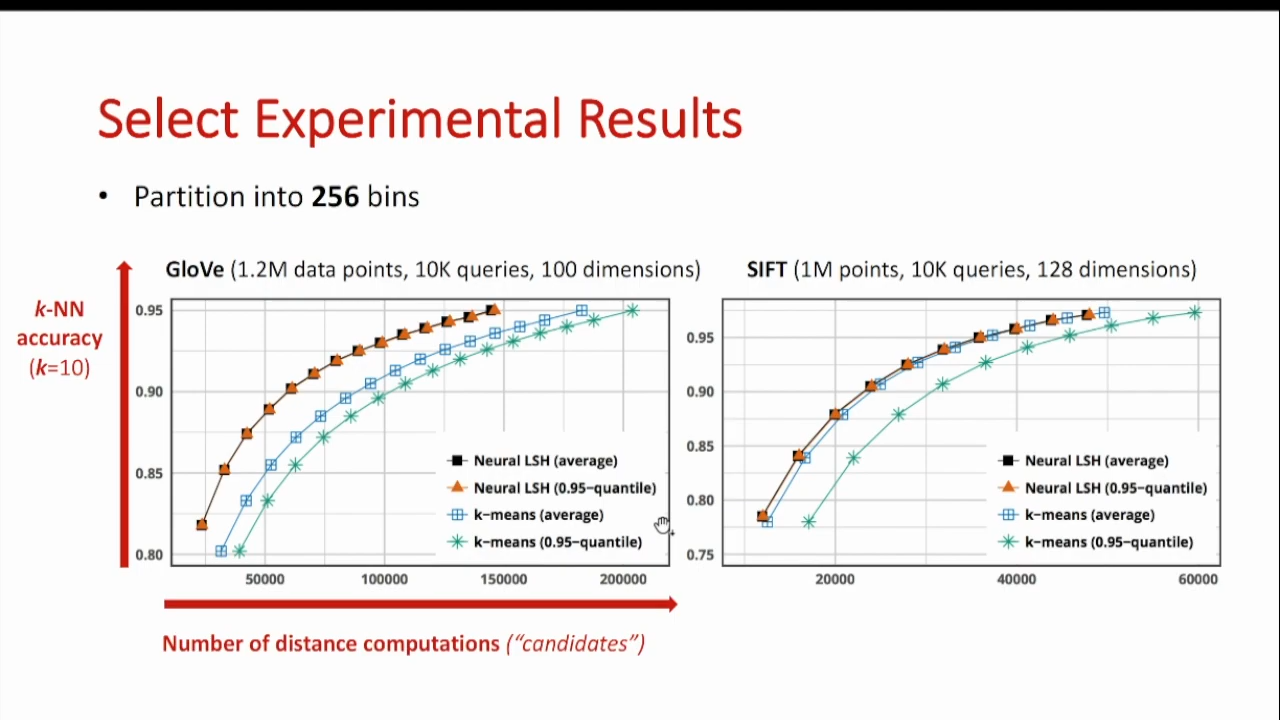 Select Experimental Results
• Partition into 256 bins
GloVe (1.2M data points, 10K queries, 100 dimensions)
SIFT (1M points, 10K queries, 128 dimensions)
k-NN
accuracy
(k=10)
0.95
0.90
0.85
0.80
50000 100000 150000 200000
Neural LSH (average)
Neural LSH (0.95−quantile)
k−means (average)
k−means (0.95−quantile)
0.95
0.90
0.85
0.80
0.75
20000 40000 60000
Neural LSH (average)
Neural LSH (0.95−quantile)
k−means (average)
k−means (0.95−quantile)
Number of distance computations (“candidates”)